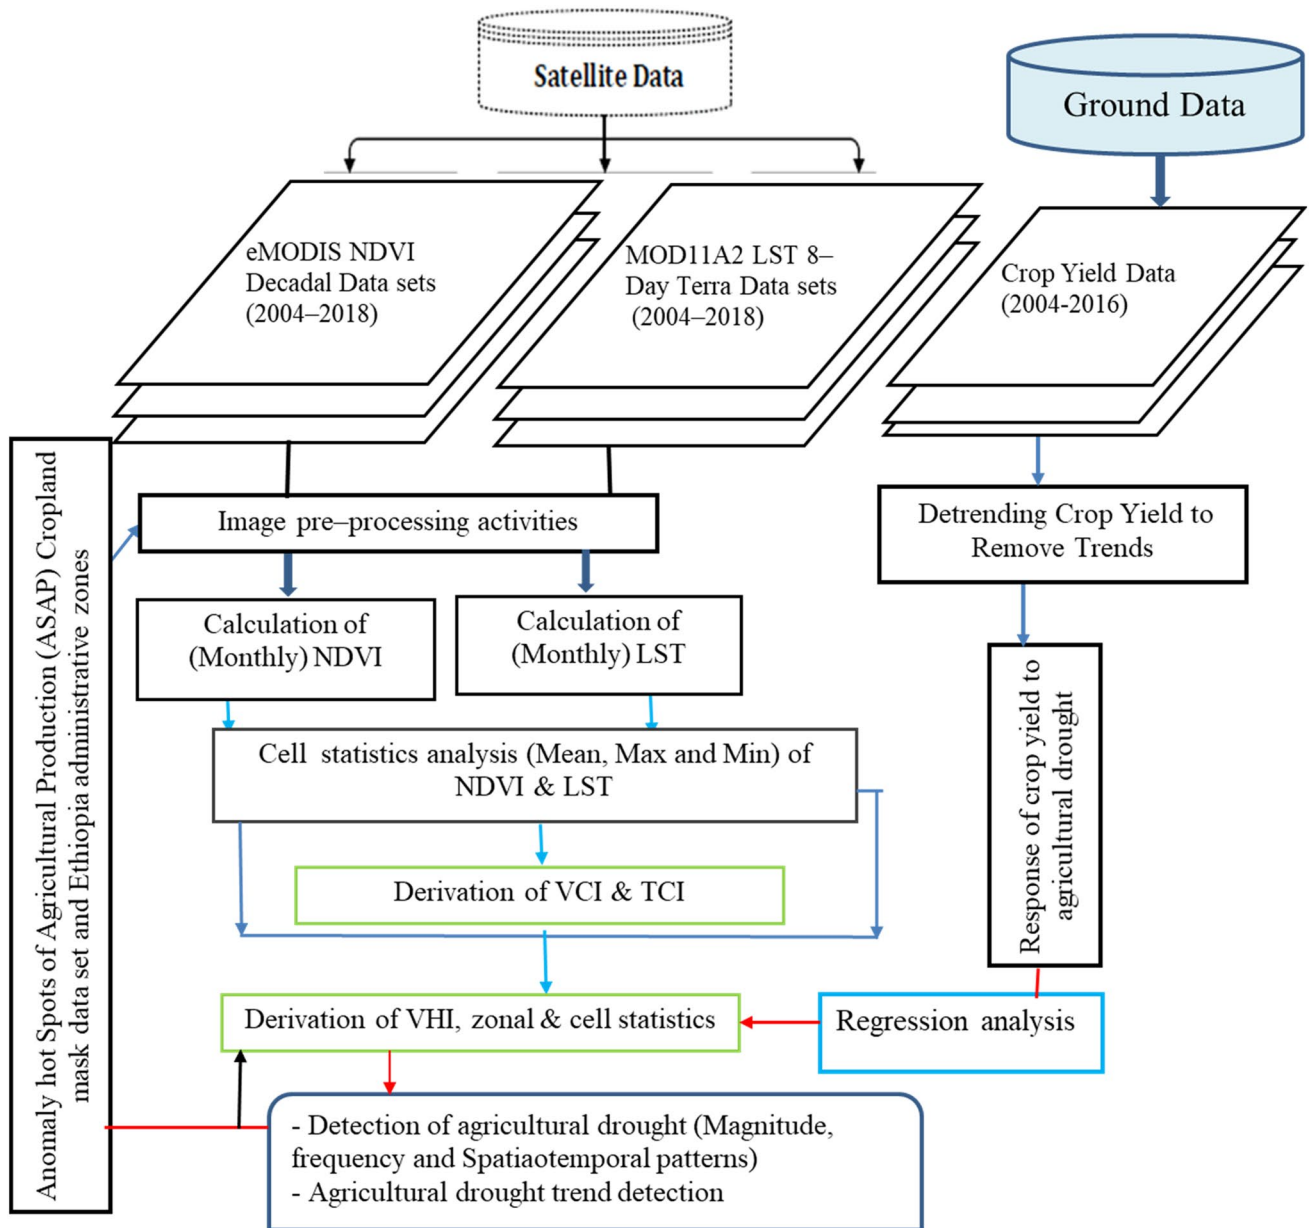 Satellite Data
Ground Data
eMODIS NDVI
Decadal Data sets
(2004–2018)
MOD11A2 LST 8–
Day Terra Data sets
(2004–2018)
Crop Yield Data
(2004-2016)
Anomaly hot Spots of Agricultural Production (ASAP) Cropland
mask data set and Ethiopia administrative zones
Image pre–processing activities
Detrending Crop Yield to
Remove Trends
Calculation of
(Monthly) NDVI
Calculation of
(Monthly) LST
Response of crop yield to
agricultural drought
Cell statistics analysis (Mean, Max and Min) of
NDVI & LST
Derivation of VCI & TCI
Derivation of VHI, zonal & cell statistics
Regression analysis
- Detection of agricultural drought (Magnitude,
frequency and Spatiaotemporal patterns)
- Agricultural drought trend detection